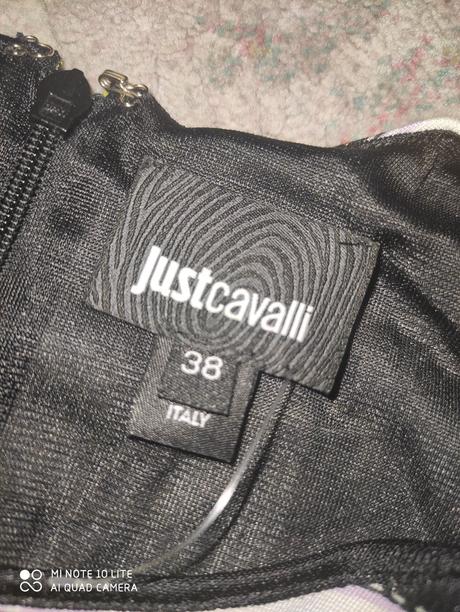 justcavalli
38
ITALY
MI NOTE 10 LITE
AI QUAD CAMERA